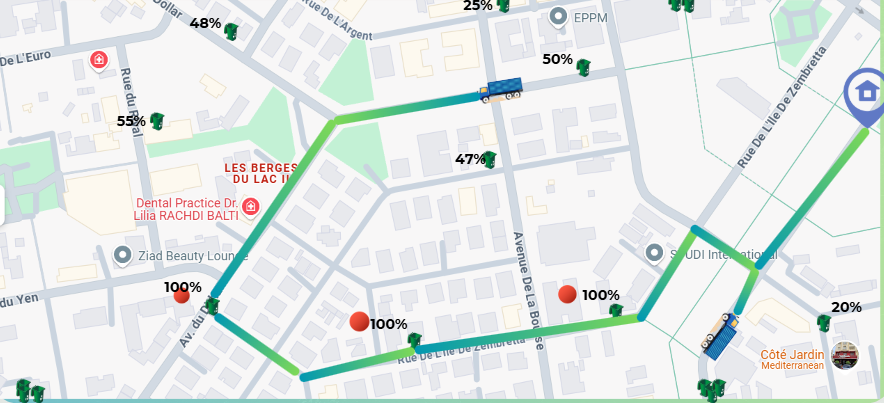 Dollar
Rue De L'Argent
25%
EPPM
48%
De L'Euro
50%
Rue du Rial
55%
Rue De L'Ile De Zembretta
47%
LES BERGES
DU LAC II
Dental Practice Dr.
Lilia RACHDI BALTI
Avenue De La Bourse
Ziad Beauty Lounge
STUDI International
du Yen
100%
100%
100%
20%
Av. du D
Rue De L'Ile De Zembretta
Côté Jardin
Mediterranean